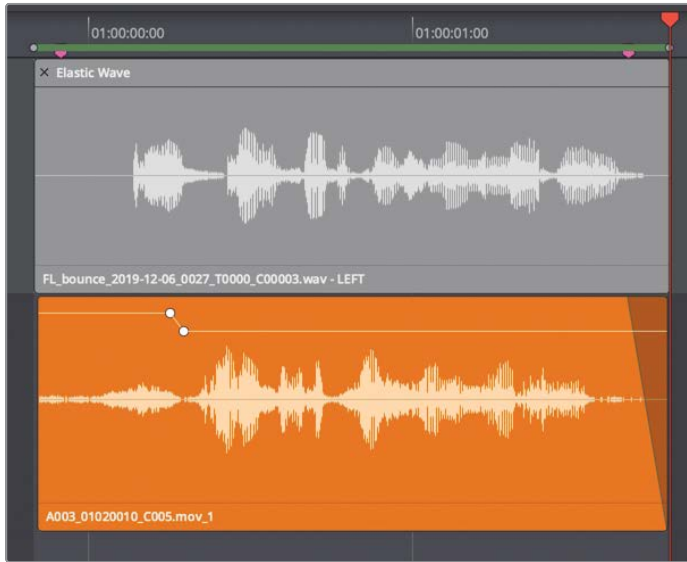 01:00:00:00
01:00:01:00
Elastic Wave
FL_bounce_2019-12-06_0027_T0000_C00003.wav - LEFT
A003_01020010_C005.mov_1